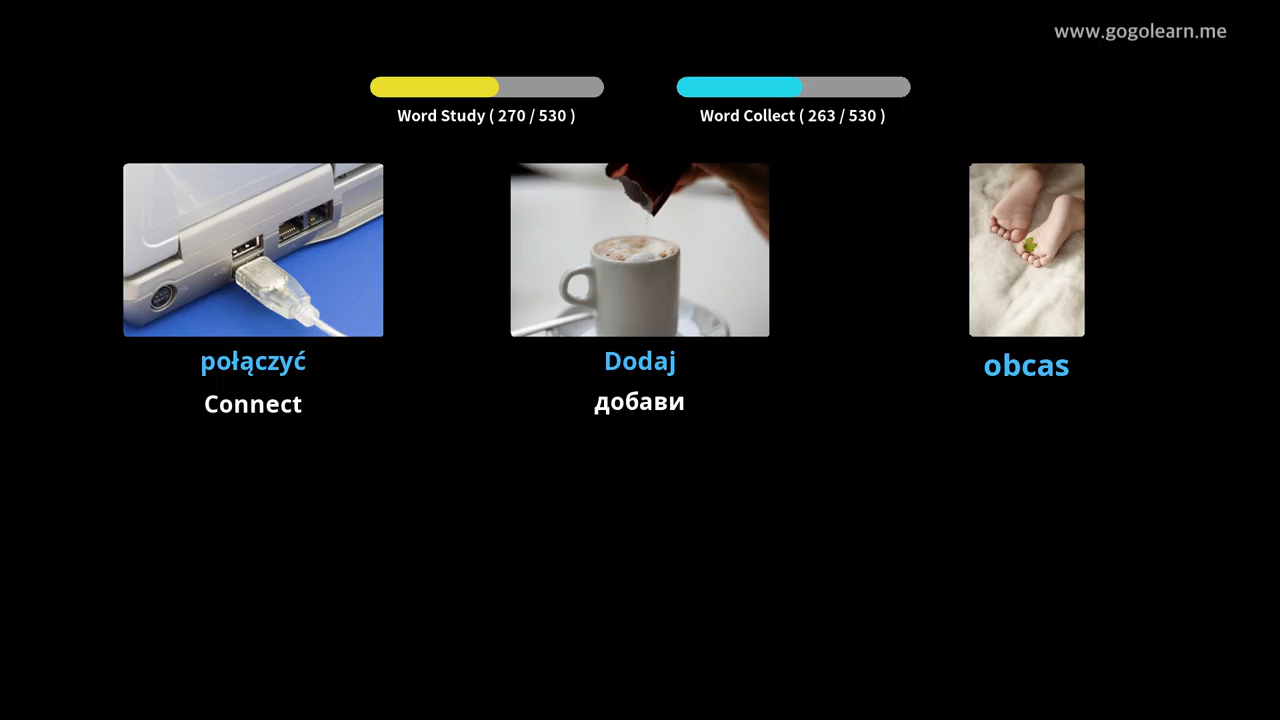 www.gogolearn.me
Word Study ( 270 / 530 )
Word Collect ( 263 / 530 )
połączyć
Connect
Dodaj
добави
obcas